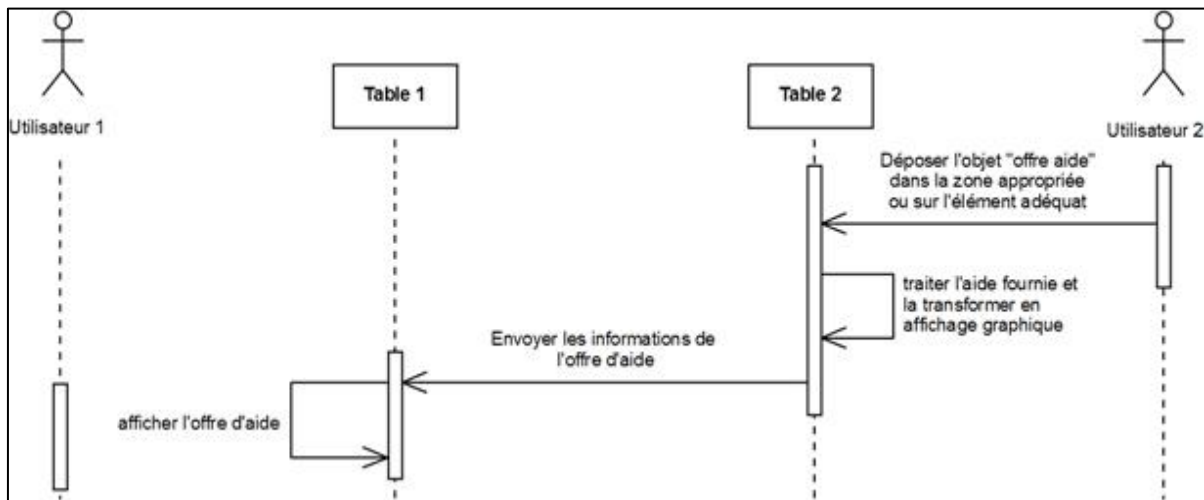 Utilisateur 1
Table 1
Table 2
Utilisateur 2
Déposer l'objet "offre aide"
dans la zone appropriée
ou sur l'élément adéquat
traiter l'aide fournie et
la transformer en
affichage graphique
Envoyer les informations de
l'offre d'aide
afficher l'offre d'aide